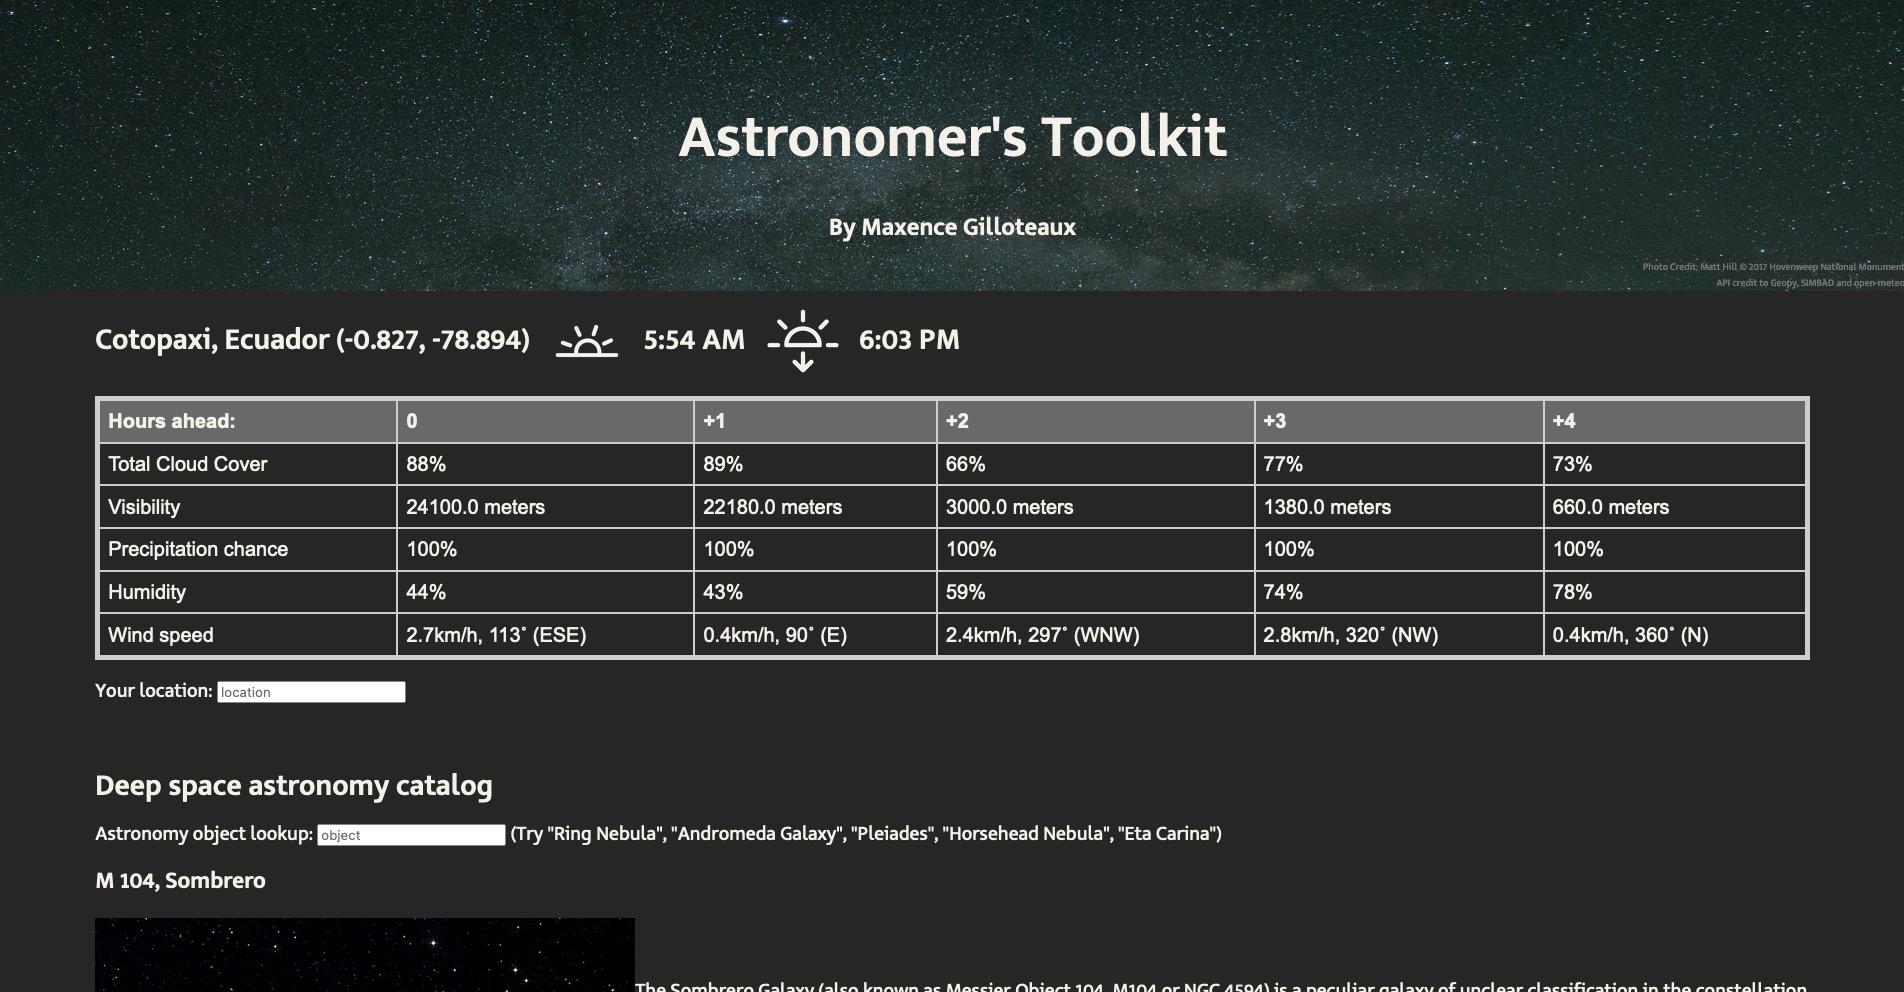 Astronomer's Toolkit
By Maxence Gilloteaux
Photo Credit: Matt Hill © 2017 Hovenweep National Monument
API credit to Geopy, SIMBAD and open-meteo
Cotopaxi, Ecuador (-0.827, -78.894) 5:54 AM 6:03 PM
Hours ahead: 0 +1 +2 +3 +4
Total Cloud Cover 88% 89% 66% 77% 73%
Visibility 24100.0 meters 22180.0 meters 3000.0 meters 1380.0 meters 660.0 meters
Precipitation chance 100% 100% 100% 100% 100%
Humidity 44% 43% 59% 74% 78%
Wind speed 2.7km/h, 113° (ESE) 0.4km/h, 90° (E) 2.4km/h, 297° (WNW) 2.8km/h, 320° (NW) 0.4km/h, 360° (N)
Your location: location
Deep space astronomy catalog
Astronomy object lookup: object (Try "Ring Nebula", "Andromeda Galaxy", "Pleiades", "Horsehead Nebula", "Eta Carina")
M 104, Sombrero
The Sombrero Galaxy (also known as Messier Object 104, M104 or NGC 4594) is a peculiar galaxy of unclear classification in the constellation